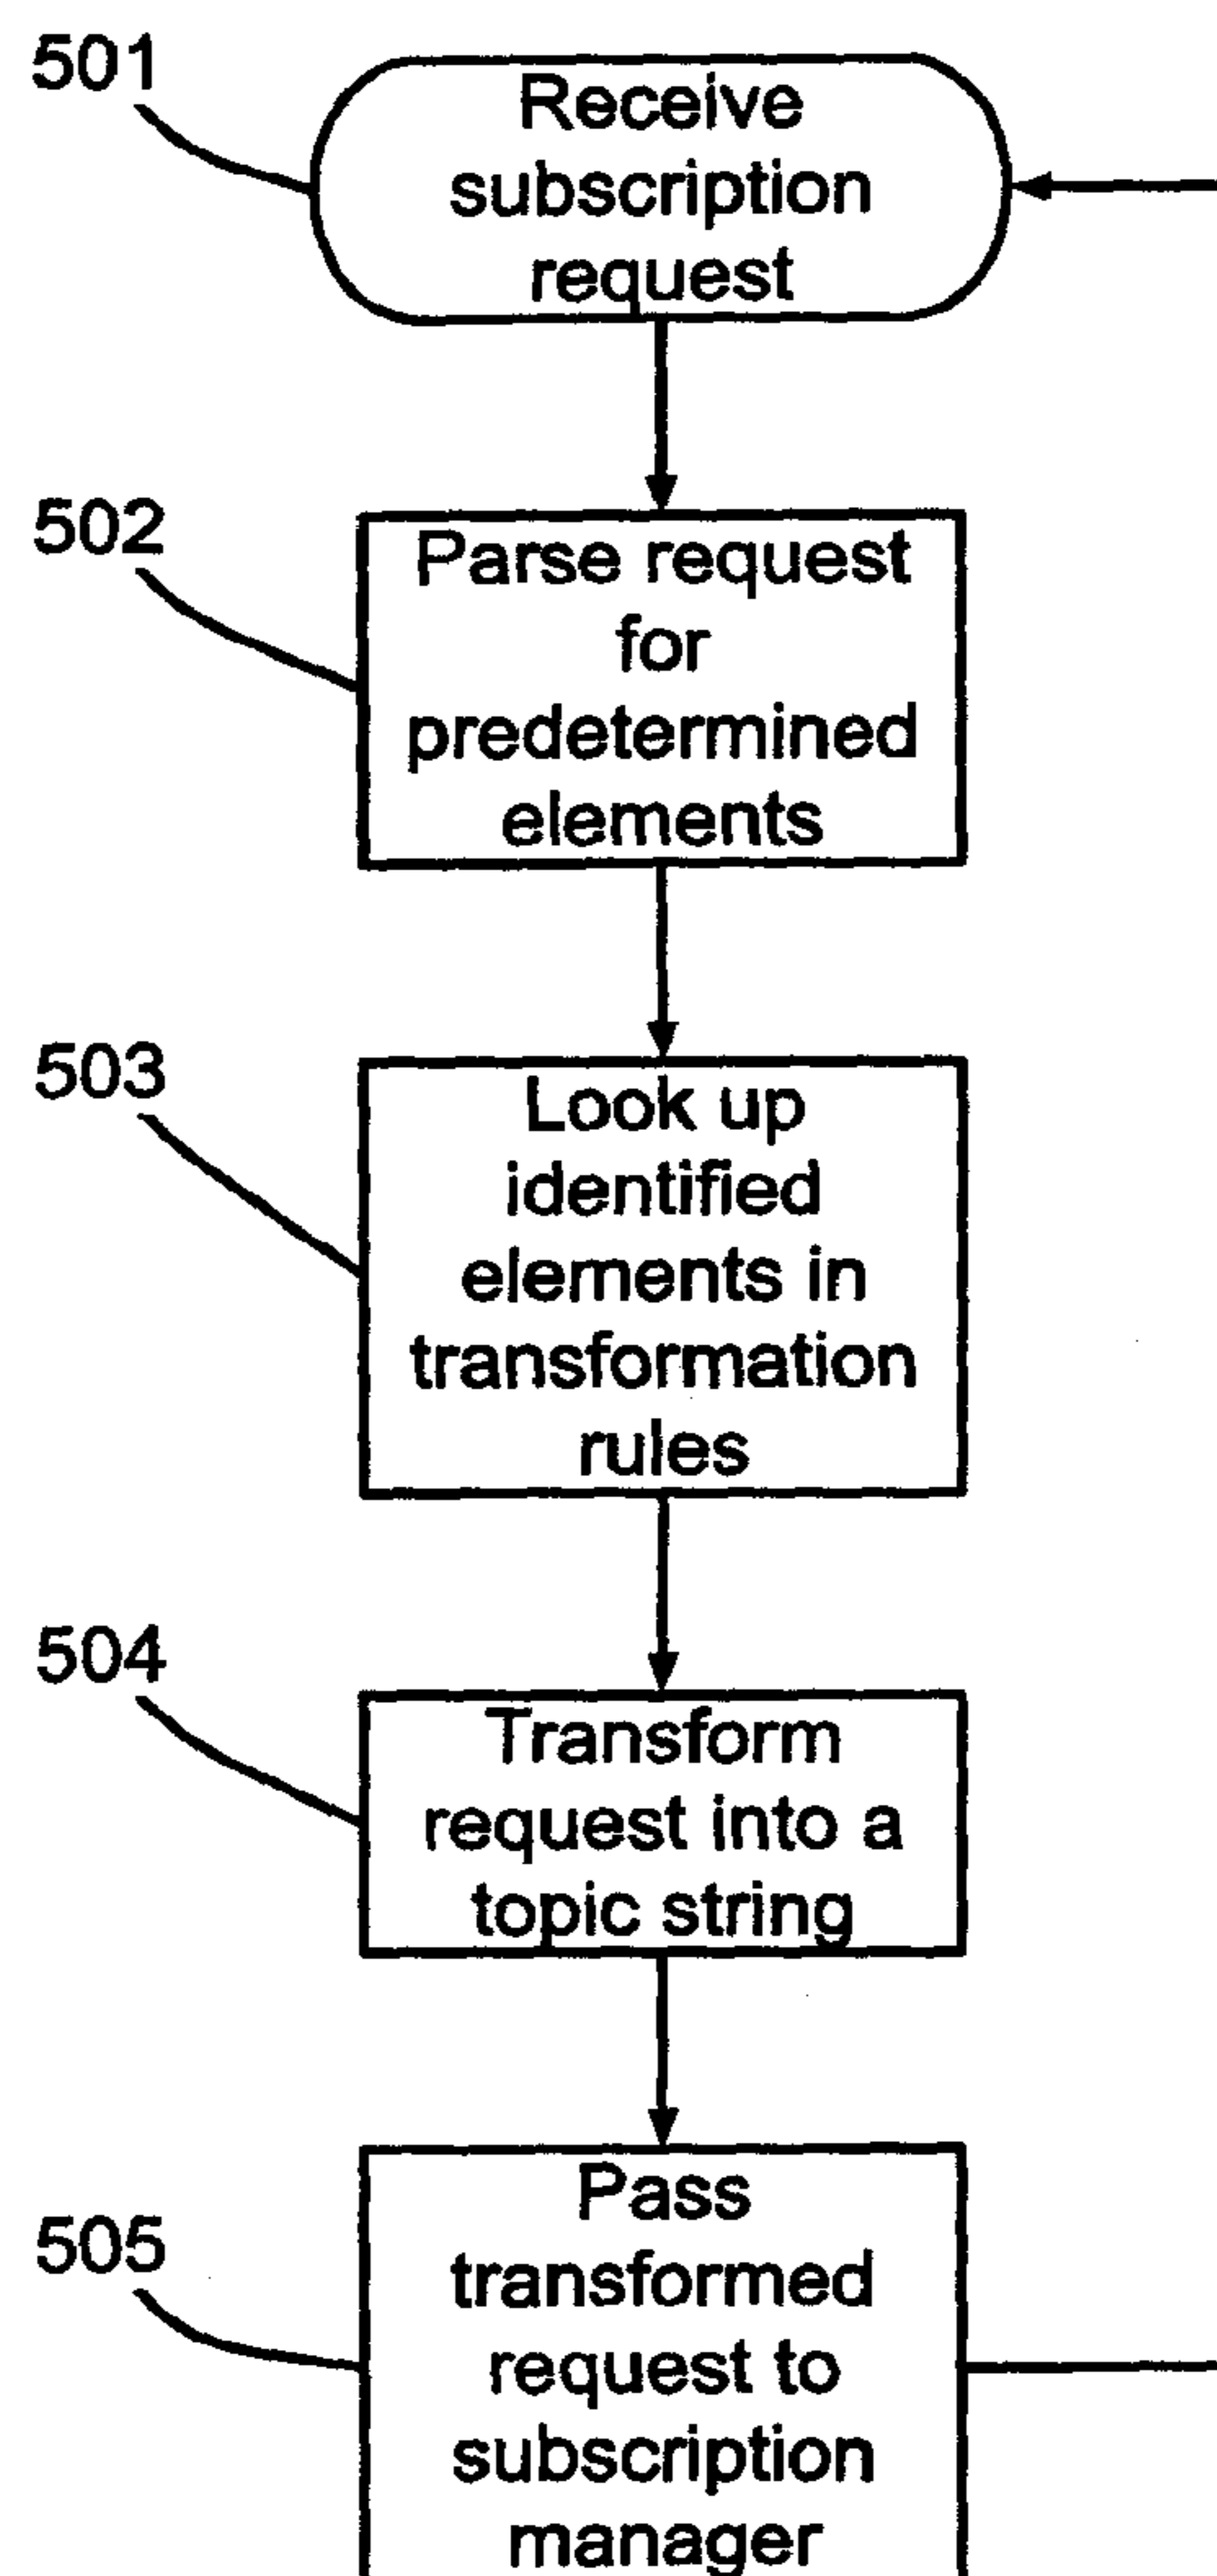 501
Receive
subscription
request
502
Parse request
for
predetermined
elements
503
Look up
identified
elements in
transformation
rules
504
Transform
request into a
topic string
505
Pass
transformed
request to
subscription
manager